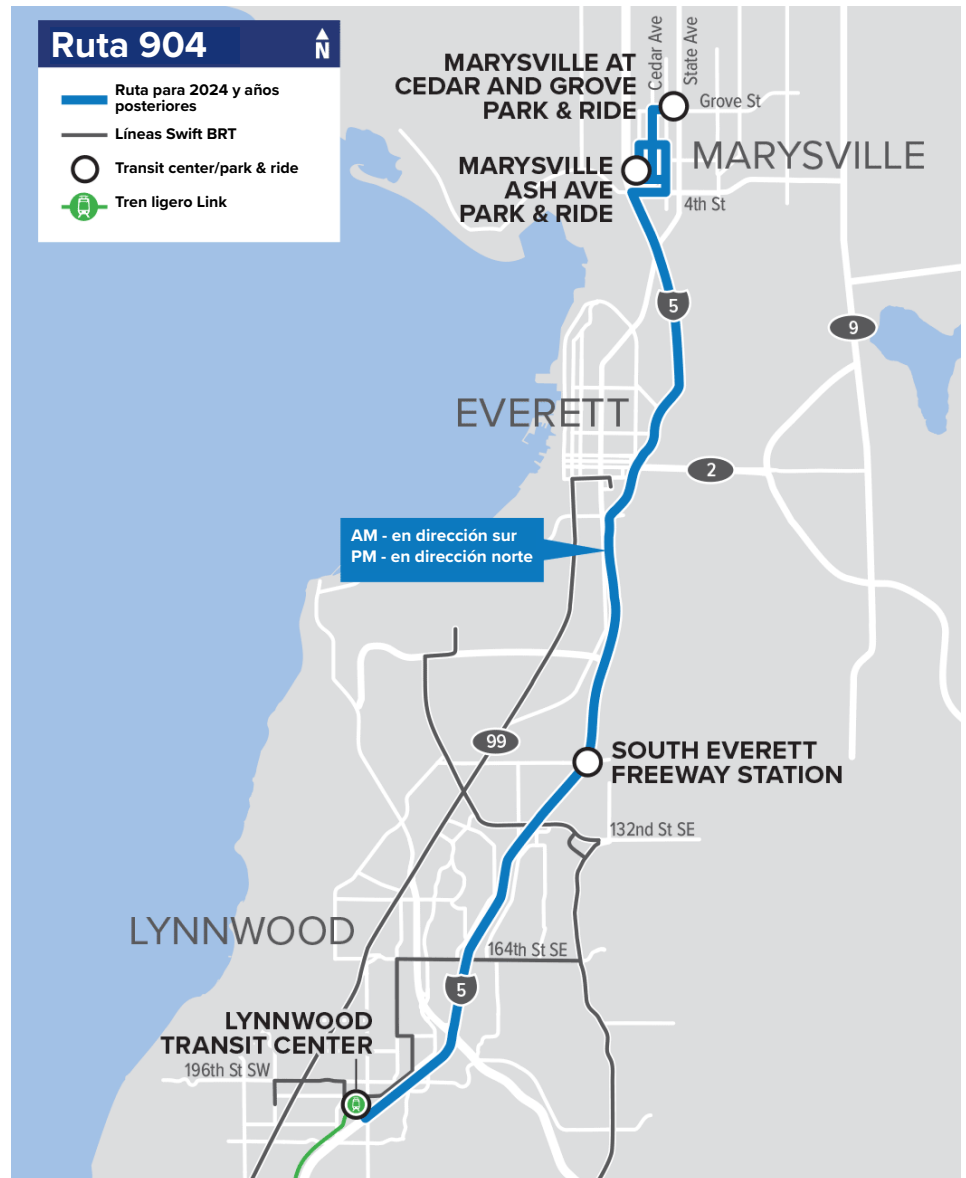 Ruta 904
N
Ruta para 2024 y años
posteriores
Líneas Swift BRT
Transit center/park & ride
Tren ligero Link
MARYSVILLE AT
CEDAR AND GROVE
PARK & RIDE
Cedar Ave
State Ave
Grove St
MARYSVILLE
MARYSVILLE
ASH AVE
PARK & RIDE
4th St
5
9
EVERETT
2
AM - en dirección sur
PM - en dirección norte
99
SOUTH EVERETT
FREEWAY STATION
132nd St SE
LYNNWOOD
164th St SE
5
LYNNWOOD
TRANSIT CENTER
196th St SW